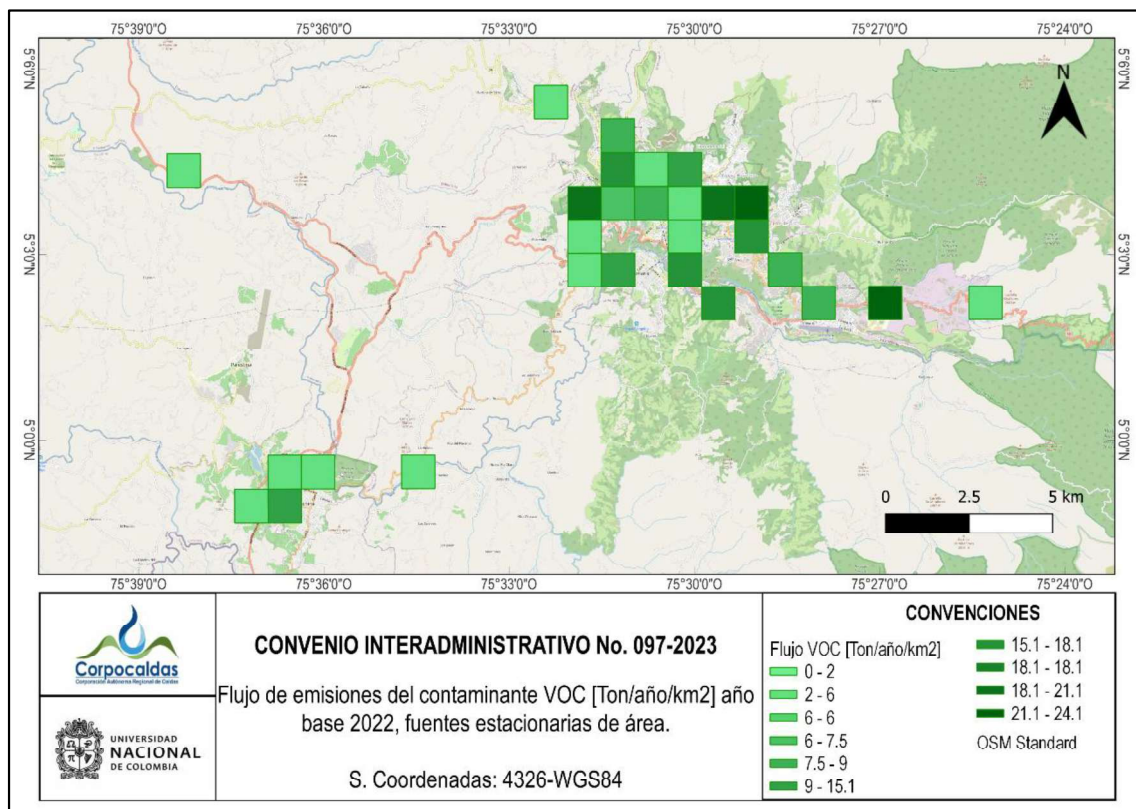 75°39'0"O 75°36'0"O 75°33'0"O 75°30'0"O 75°27'0"O 75°24'0"O
5°6'0"N
5°3'0"N
5°0'0"N
5°6'0"N
5°3'0"N
5°0'0"N
N
0 2.5 5 km
75°39'0"O 75°36'0"O 75°33'0"O 75°30'0"O 75°27'0"O 75°24'0"O
Corpocaldas
Corporación Autónoma Regional de Caldas
UNIVERSIDAD
NACIONAL
DE COLOMBIA
CONVENIO INTERADMINISTRATIVO No. 097-2023
Flujo de emisiones del contaminante VOC [Ton/año/km2] año
base 2022, fuentes estacionarias de área.
S. Coordenadas: 4326-WGS84
CONVENCIONES
Flujo VOC [Ton/año/km2]
0 - 2
2 - 6
6 - 6
6 - 7.5
7.5 - 9
9 - 15.1
15.1 - 18.1
18.1 - 18.1
18.1 - 21.1
21.1 - 24.1
OSM Standard